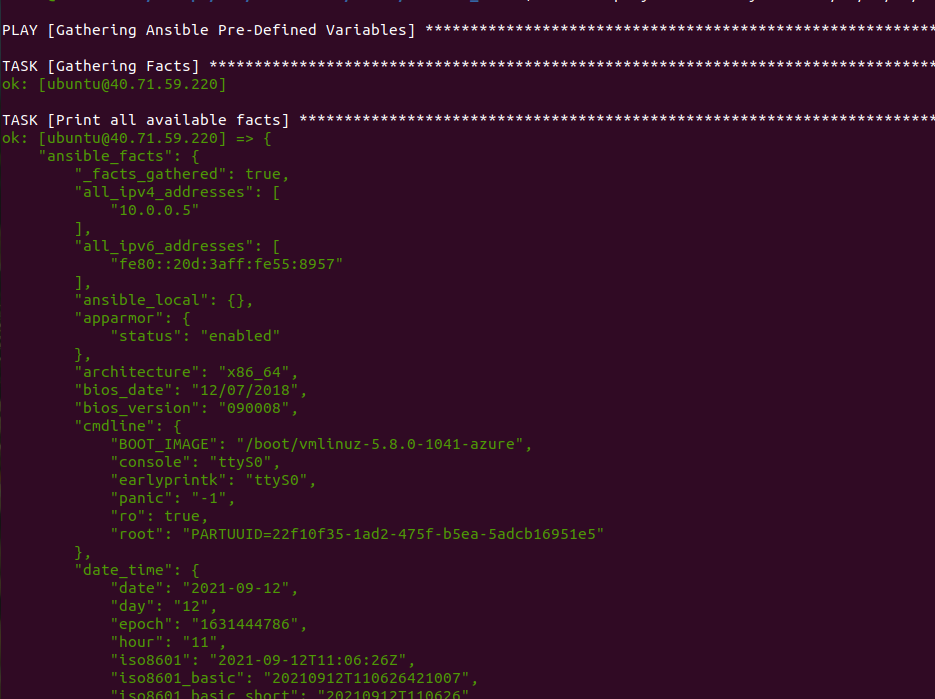 PLAY [Gathering Ansible Pre-Defined Variables] *********************************************************
TASK [Gathering Facts] *********************************************************************************
ok: [ubuntu@40.71.59.220]
TASK [Print all available facts] ***********************************************************************
ok: [ubuntu@40.71.59.220] => {
    "ansible_facts": {
        "_facts_gathered": true,
        "all_ipv4_addresses": [
            "10.0.0.5"
        ],
        "all_ipv6_addresses": [
            "fe80::20d:3aff:fe55:8957"
        ],
        "ansible_local": {},
        "apparmor": {
            "status": "enabled"
        },
        "architecture": "x86_64",
        "bios_date": "12/07/2018",
        "bios_version": "090008",
        "cmdline": {
            "BOOT_IMAGE": "/boot/vmlinuz-5.8.0-1041-azure",
            "console": "ttyS0",
            "earlyprintk": "ttyS0",
            "panic": "-1",
            "ro": true,
            "root": "PARTUUID=22f10f35-1ad2-475f-b5ea-5adcb16951e5"
        },
        "date_time": {
            "date": "2021-09-12",
            "day": "12",
            "epoch": "1631444786",
            "hour": "11",
            "iso8601": "2021-09-12T11:06:26Z",
            "iso8601_basic": "20210912T110626421007",
            "iso8601_basic_short": "20210912T110626"